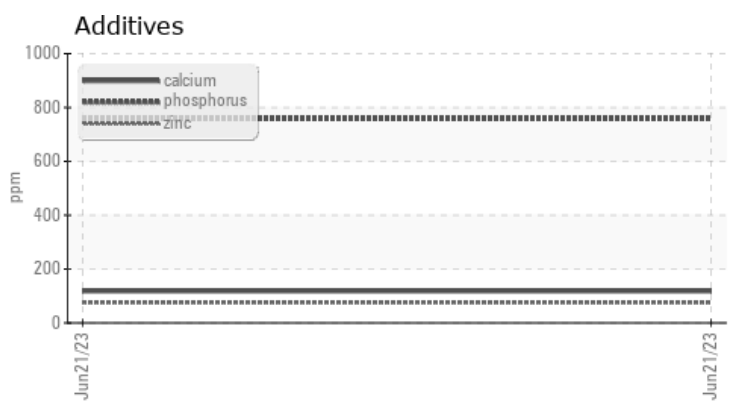 Additives
1000
800
600
400
200
0
ppm
calcium
phosphorus
zinc
Jun21/23
Jun21/23